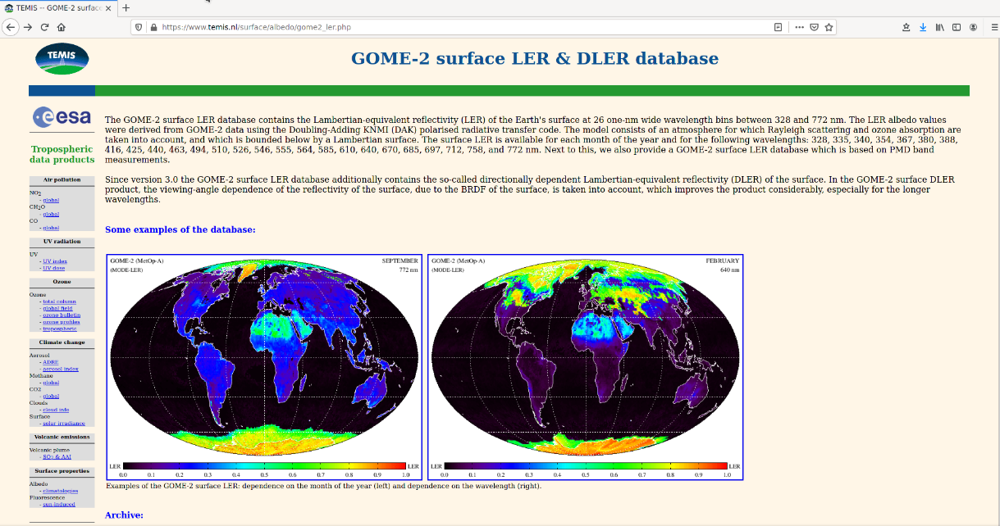 TEMIS -- GOME-2 surface
https://www.temis.nl/surface/albedo/gome2_ler.php
TEMIS
GOME-2 surface LER & DLER database
esa
The GOME-2 surface LER database contains the Lambertian-equivalent reflectivity (LER) of the Earth's surface at 26 one-nm wide wavelength bins between 328 and 772 nm. The LER albedo values
were derived from GOME-2 data using the Doubling-Adding KNMI (DAK) polarised radiative transfer code. The model consists of an atmosphere for which Rayleigh scattering and ozone absorption are
taken into account, and which is bounded below by a Lambertian surface. The surface LER is available for each month of the year and for the following wavelengths: 328, 335, 340, 354, 367, 380, 388,
416, 425, 440, 463, 494, 510, 526, 546, 555, 564, 585, 610, 640, 670, 685, 697, 712, 758, and 772 nm. Next to this, we also provide a GOME-2 surface LER database which is based on PMD band
measurements.
Since version 3.0 the GOME-2 surface LER database additionally contains the so-called directionally dependent Lambertian-equivalent reflectivity (DLER) of the surface. In the GOME-2 surface DLER
product, the viewing-angle dependence of the reflectivity of the surface, due to the BRDF of the surface, is taken into account, which improves the product considerably, especially for the longer
wavelengths.
Some examples of the database:
GOME-2 (MetOp-A) SEPTEMBER
(MODE-LER) 772 nm
LER LER
0.0 0.1 0.2 0.3 0.4 0.5 0.6 0.7 0.8 0.9 1.0
GOME-2 (MetOp-A) FEBRUARY
(MODE-LER) 640 nm
LER LER
0.0 0.1 0.2 0.3 0.4 0.5 0.6 0.7 0.8 0.9 1.0
Examples of the GOME-2 surface LER: dependence on the month of the year (left) and dependence on the wavelength (right).
Archive:
Tropospheric
data products
Air pollution
NO2
- global
CH2O
- global
CO
- global
UV radiation
UV
- UV index
- UV dose
Ozone
Ozone
- total column
- global field
- ozone bulletin
- ozone profiles
- tropospheric
Climate change
Aerosol
- ADRE
- aerosol index
Methane
- global
CO2
- global
Clouds
- cloud info
Surface
- solar irradiance
Volcanic emissions
Volcanic plume
- SO2 & AAI
Surface properties
Albedo
- climatologies
Fluorescence
- sun-induced